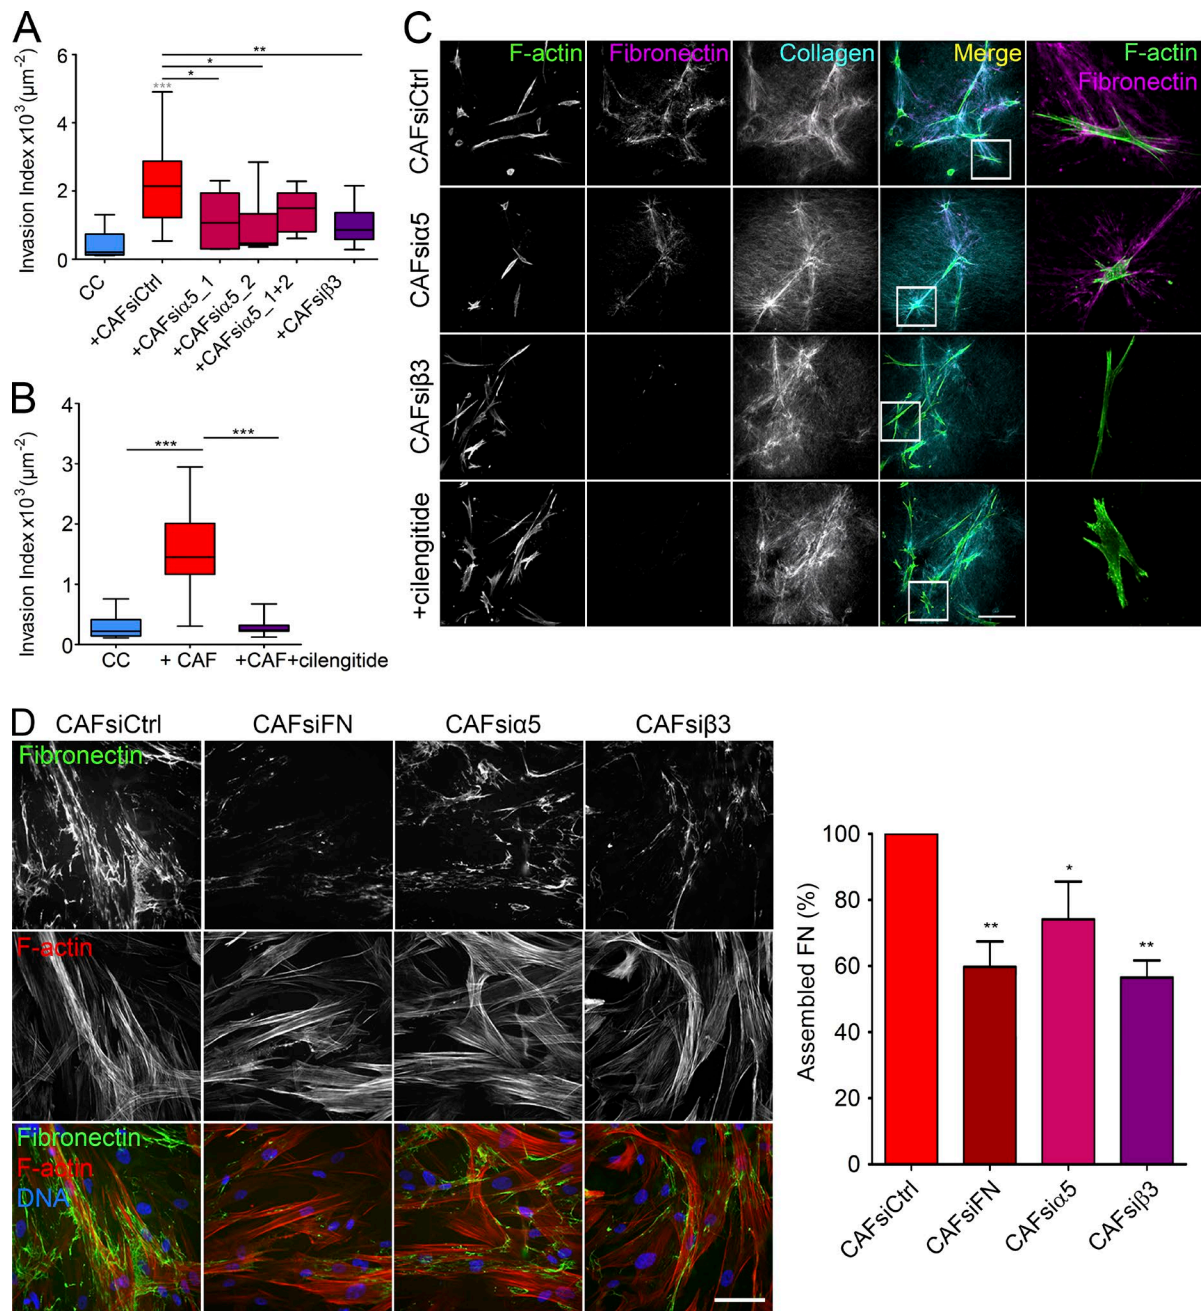 A
Invasion Index x10³ (µm⁻²)
6
4
2
0
***
*
*
**
CC
+CAFsiCtrl
+CAFsiα5_1
+CAFsiα5_2
+CAFsiα5_1+2
+CAFsiβ3
B
Invasion Index x10³ (µm⁻²)
4
3
2
1
0
***
***
CC
+ CAF
+CAF+cilengitide
C
F-actin
Fibronectin
Collagen
Merge
F-actin
Fibronectin
CAFsiCtrl
CAFsiα5
CAFsiβ3
+cilengitide
D
CAFsiCtrl
CAFsiFN
CAFsiα5
CAFsiβ3
Fibronectin
F-actin
Fibronectin
F-actin
DNA
Assembled FN (%)
100
80
60
40
20
0
**
*
**
CAFsiCtrl
CAFsiFN
CAFsiα5
CAFsiβ3